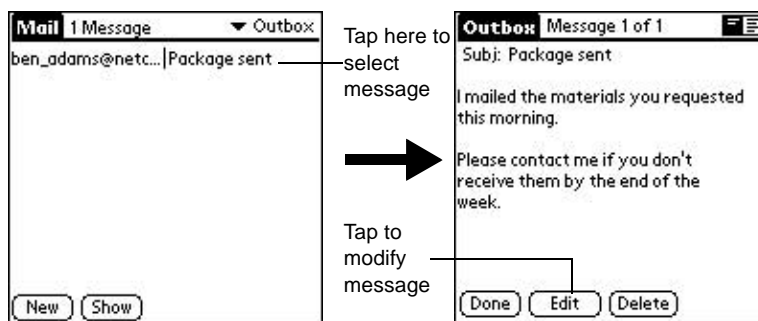 Mail 1 Message Outbox
ben_adams@netc... Package sent
New Show
Tap here to
select
message
Tap to
modify
message
Outbox Message 1 of 1
Subj: Package sent
I mailed the materials you requested
this morning.
Please contact me if you don't
receive them by the end of the
week.
Done Edit Delete